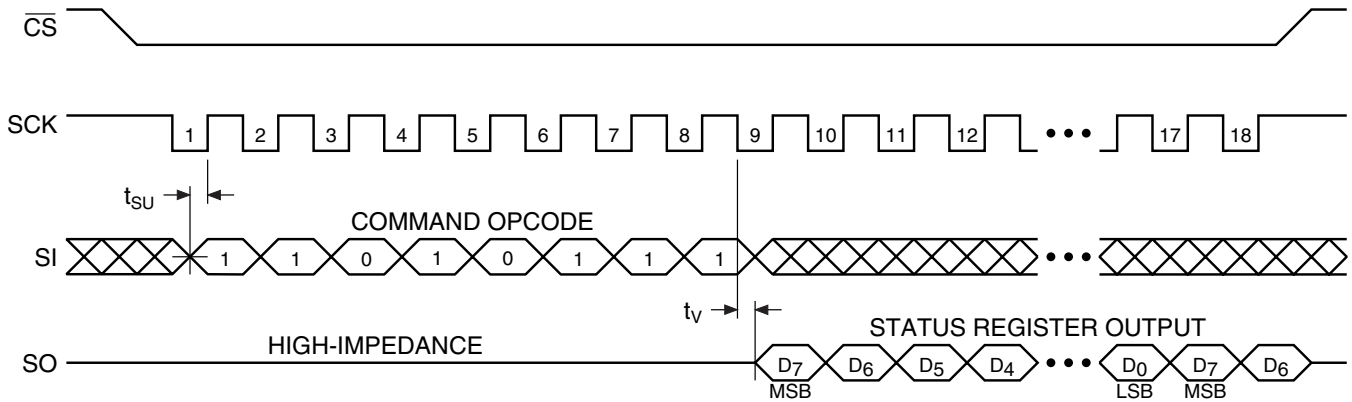 CS
SCK
1 2 3 4 5 6 7 8 9 10 11 12 ••• 17 18
tSU
COMMAND OPCODE
SI
1 1 0 1 0 1 1 1 •••
tV
HIGH-IMPEDANCE
STATUS REGISTER OUTPUT
SO
D7 D6 D5 D4 ••• D0 D7 D6
MSB LSB MSB